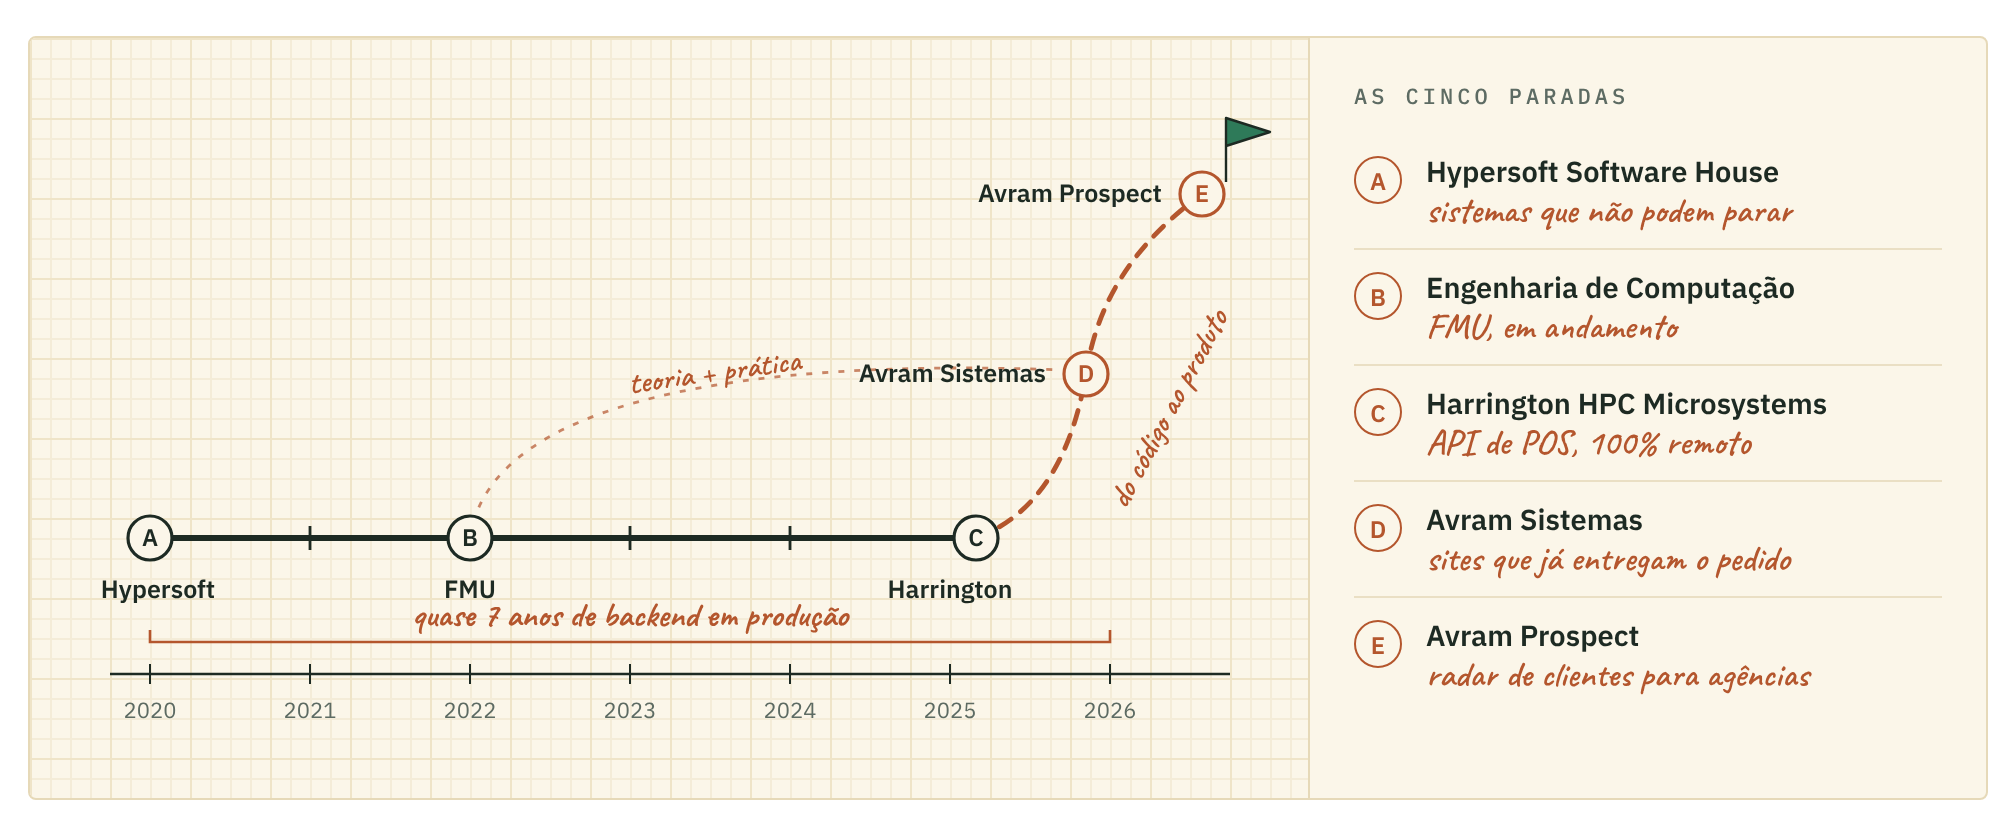 Avram Prospect
E
teoria + prática
Avram Sistemas
D
do código ao produto
A
B
C
Hypersoft
FMU
Harrington
quase 7 anos de backend em produção
2020
2021
2022
2023
2024
2025
2026
AS CINCO PARADAS
A
Hypersoft Software House
sistemas que não podem parar
B
Engenharia de Computação
FMU, em andamento
C
Harrington HPC Microsystems
API de POS, 100% remoto
D
Avram Sistemas
sites que já entregam o pedido
E
Avram Prospect
radar de clientes para agências